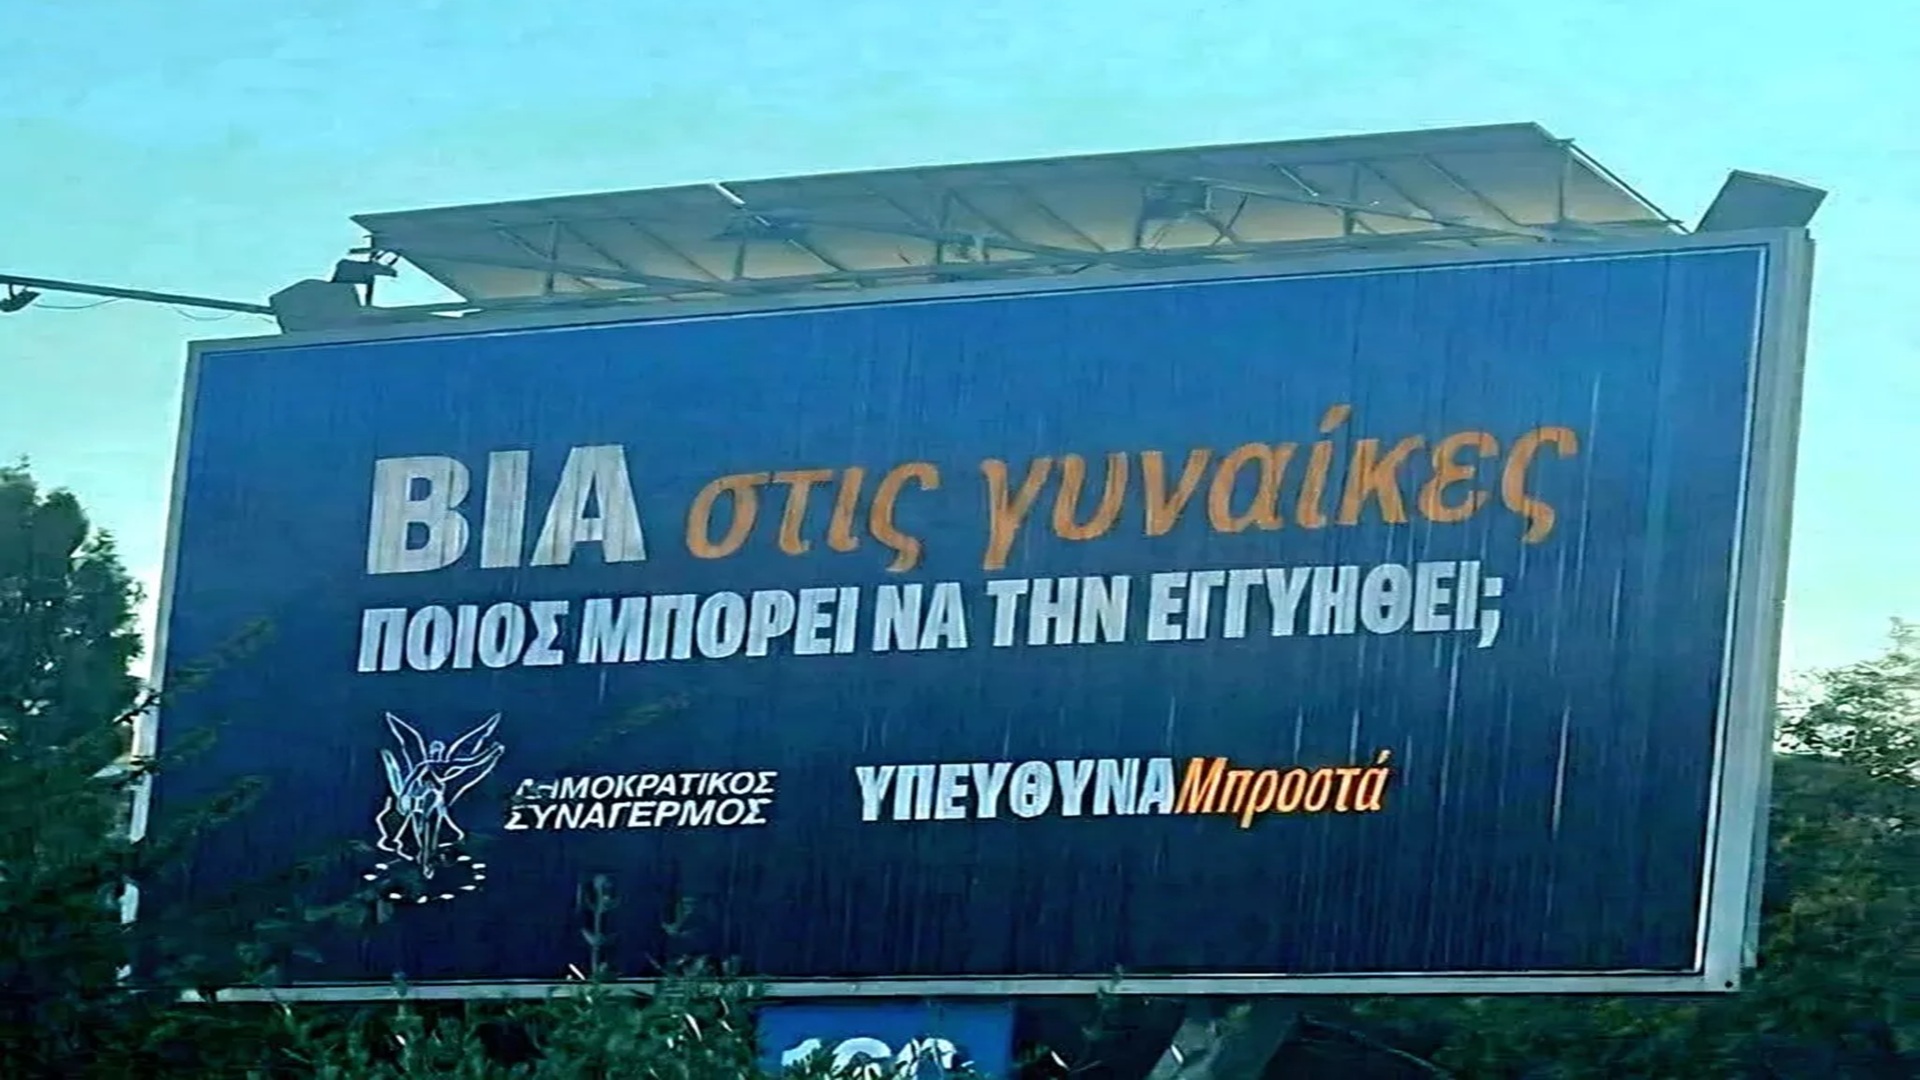 ΒΙΑ στις γυναίκες
ΠΟΙΟΣ ΜΠΟΡΕΙ ΝΑ ΤΗΝ ΕΓΓΥΗΘΕΙ;
ΔΗΜΟΚΡΑΤΙΚΟΣ
ΣΥΝΑΓΕΡΜΟΣ
ΥΠΕΥΘΥΝΑΜπροστά